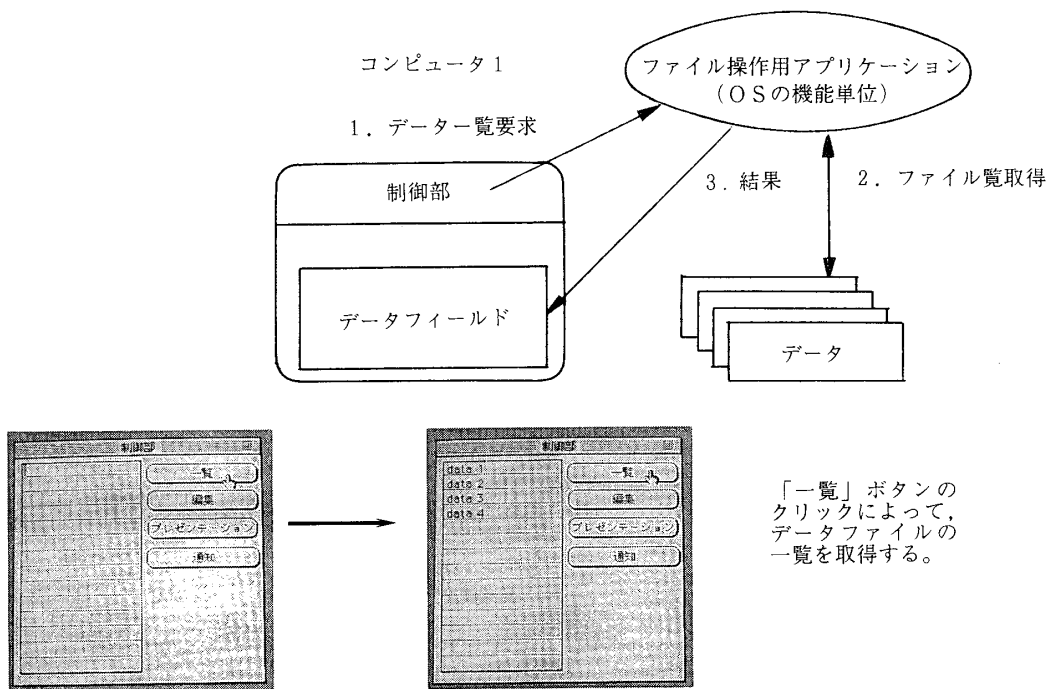 コンピュータ1
ファイル操作用アプリケーション
(OSの機能単位)
1．データー覧要求
制御部
3．結果
2．ファイル覧取得
データフィールド
データ
制御部
一覧
編集
プレゼンテーション
通知
制御部
data 1
data 2
data 3
data 4
一覧
編集
プレゼンテーション
通知
「一覧」ボタンの
クリックによって，
データファイルの
一覧を取得する。